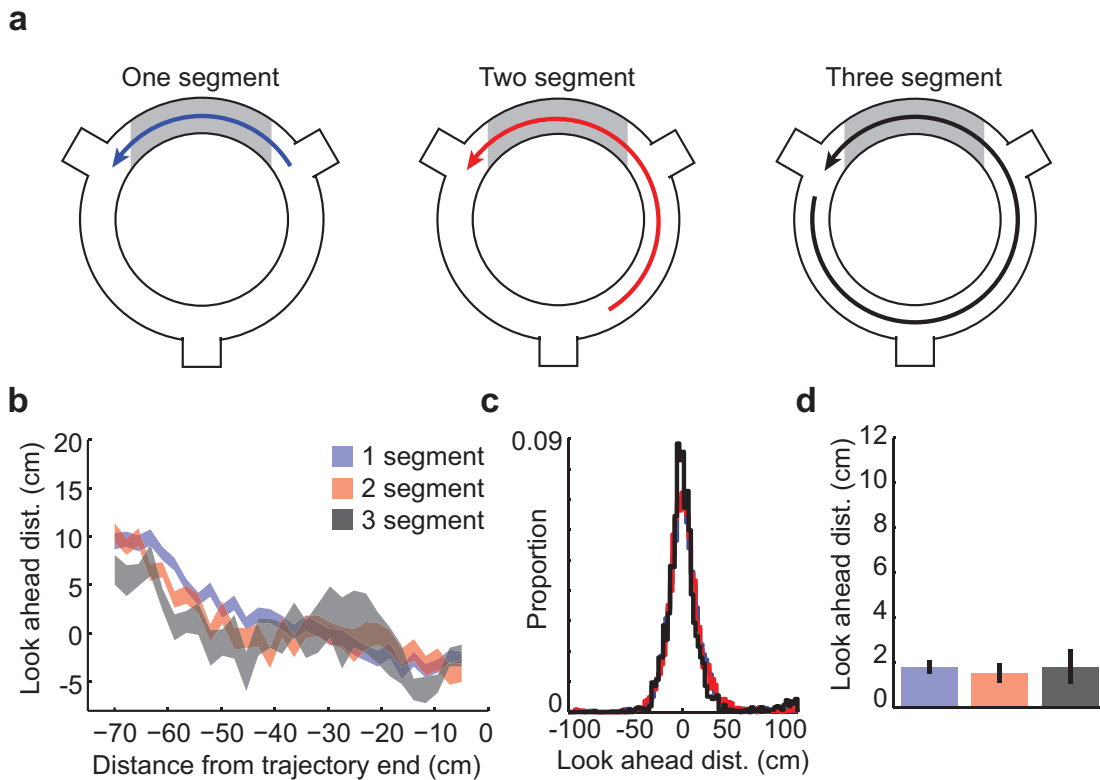 a
One segment
Two segment
Three segment
b
20
15
10
5
0
−5
Look ahead dist. (cm)
1 segment
2 segment
3 segment
−70 −60 −50 −40 −30 −20 −10 0
Distance from trajectory end (cm)
c
0.09
0
Proportion
-100 -50 0 50 100
Look ahead dist. (cm)
d
12
10
8
6
4
2
0
Look ahead dist. (cm)